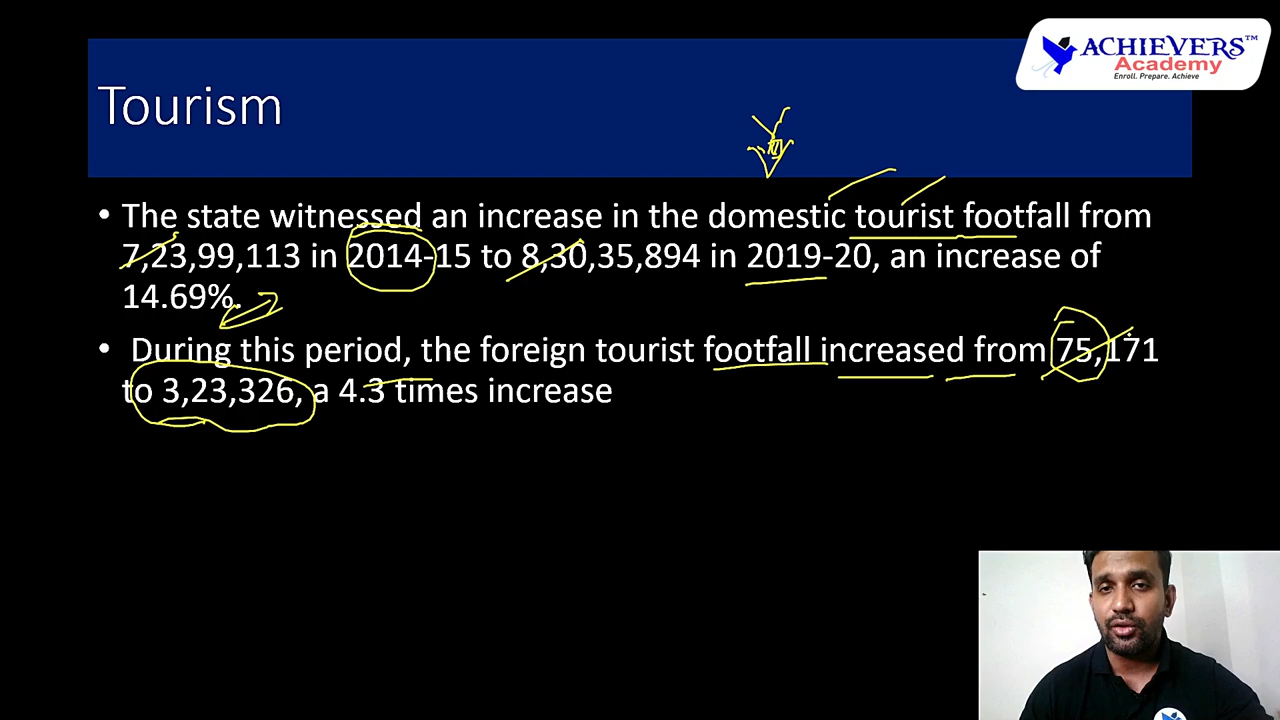 ACHIEVERS™
Academy
Enroll. Prepare. Achieve
Tourism
• The state witnessed an increase in the domestic tourist footfall from
7,23,99,113 in 2014-15 to 8,30,35,894 in 2019-20, an increase of
14.69%.
• During this period, the foreign tourist footfall increased from 75,171
to 3,23,326, a 4.3 times increase